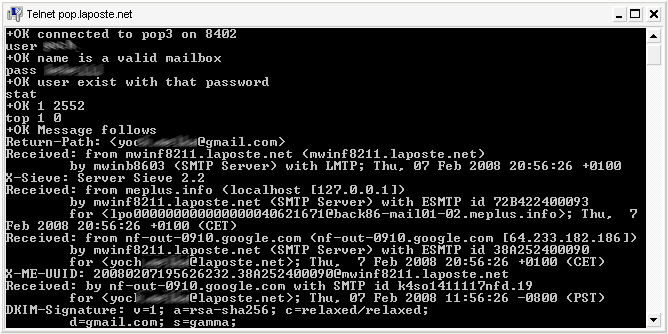 Telnet pop.laposte.net
+OK connected to pop3 on 8402
user
+OK name is a valid mailbox
pass
+OK user exist with that password
stat
+OK 1 2552
top 1 0
+OK Message follows
Return-Path: <yoc @gmail.com>
Received: from mwinf8211.laposte.net (mwinf8211.laposte.net)
by mwinb8603 (SMTP Server) with LMTP; Thu, 07 Feb 2008 20:56:26 +0100
X-Sieve: Server Sieve 2.2
Received: from meplus.info (localhost [127.0.0.1])
by mwinf8211.laposte.net (SMTP Server) with ESMTP id 72B422400093
for <lpo000000000000000040621671@back86-mail01-02.meplus.info>; Thu, 7
Feb 2008 20:56:26 +0100 (CET)
Received: from nf-out-0910.google.com (nf-out-0910.google.com [64.233.182.186])
by mwinf8211.laposte.net (SMTP Server) with ESMTP id 38A252400090
for <yoc @laposte.net>; Thu, 7 Feb 2008 20:56:26 +0100 (CET)
X-ME-UUID: 20080207195626232.38A252400090@mwinf8211.laposte.net
Received: by nf-out-0910.google.com with SMTP id k4so1411117nfd.19
for <yoc @laposte.net>; Thu, 07 Feb 2008 11:56:26 -0800 (PST)
DKIM-Signature: v=1; a=rsa-sha256; c=relaxed/relaxed;
d=gmail.com; s=gamma;